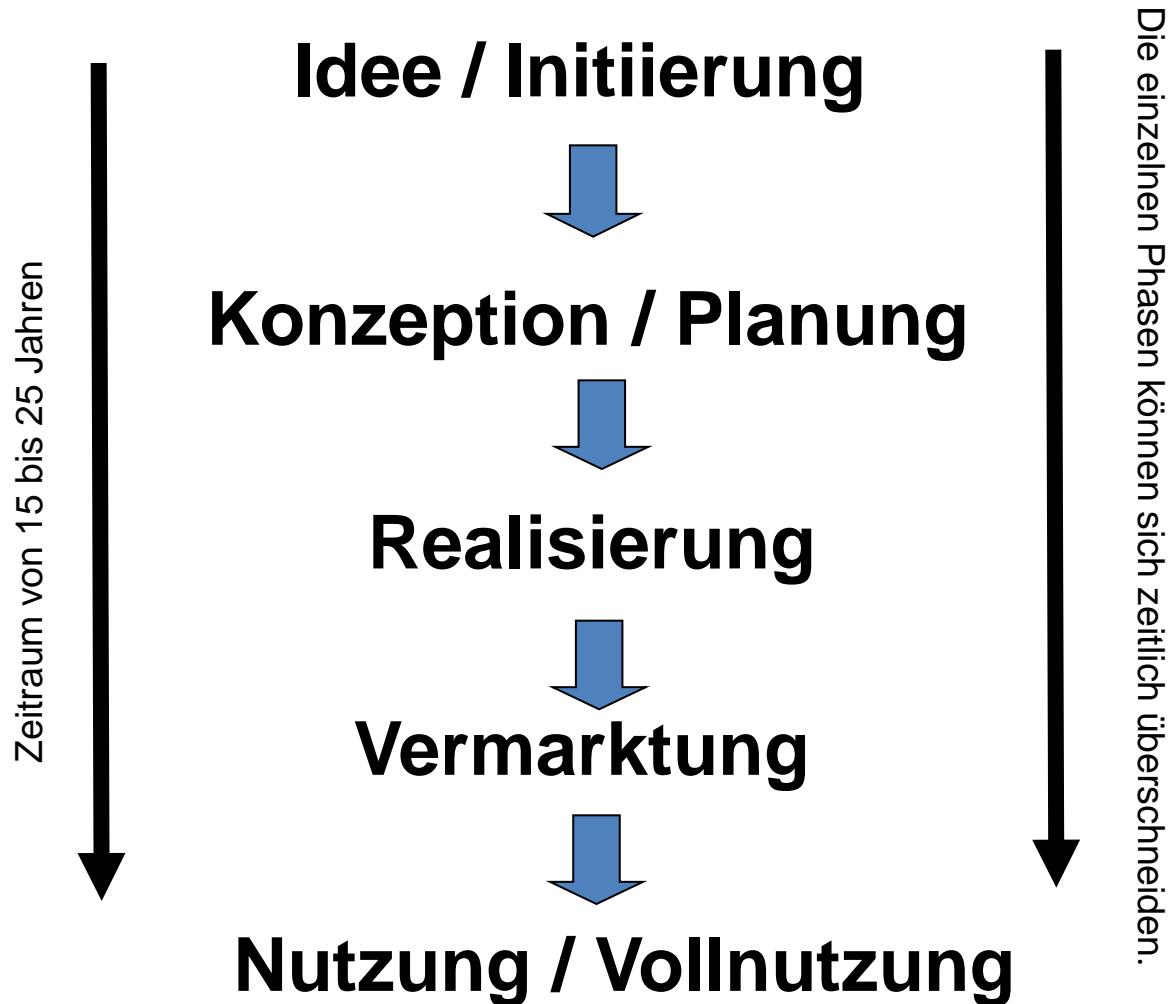 Idee / Initiierung
Konzeption / Planung
Realisierung
Vermarktung
Nutzung / Vollnutzung
Zeitraum von 15 bis 25 Jahren
Die einzelnen Phasen können sich zeitlich überschneiden.